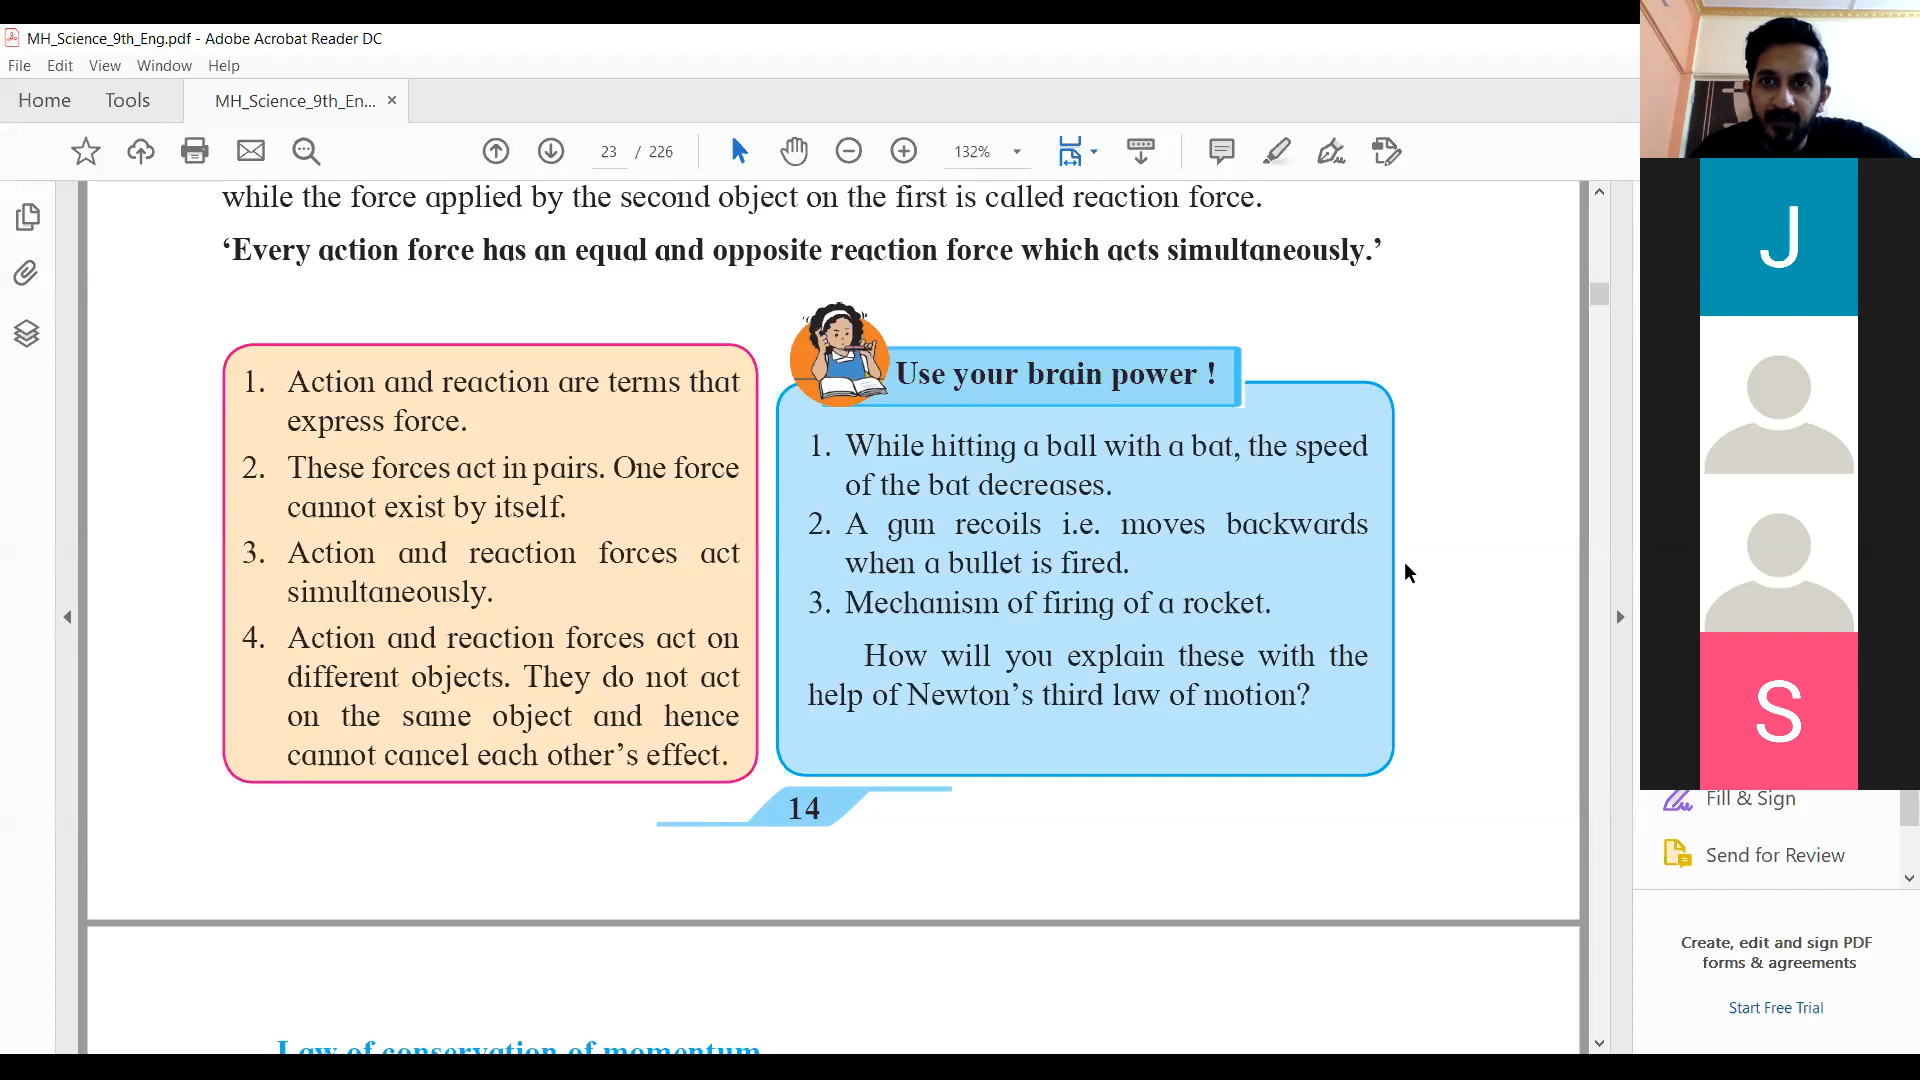 MH_Science_9th_Eng.pdf - Adobe Acrobat Reader DC
File Edit View Window Help
Home Tools MH_Science_9th_En... ×
23 / 226 132%
while the force applied by the second object on the first is called reaction force.
‘Every action force has an equal and opposite reaction force which acts simultaneously.’
1. Action and reaction are terms that
express force.
2. These forces act in pairs. One force
cannot exist by itself.
3. Action and reaction forces act
simultaneously.
4. Action and reaction forces act on
different objects. They do not act
on the same object and hence
cannot cancel each other’s effect.
Use your brain power !
1. While hitting a ball with a bat, the speed
of the bat decreases.
2. A gun recoils i.e. moves backwards
when a bullet is fired.
3. Mechanism of firing of a rocket.
How will you explain these with the
help of Newton’s third law of motion?
14
Law of conservation of momentum
J
S
Fill & Sign
Send for Review
Create, edit and sign PDF
forms & agreements
Start Free Trial